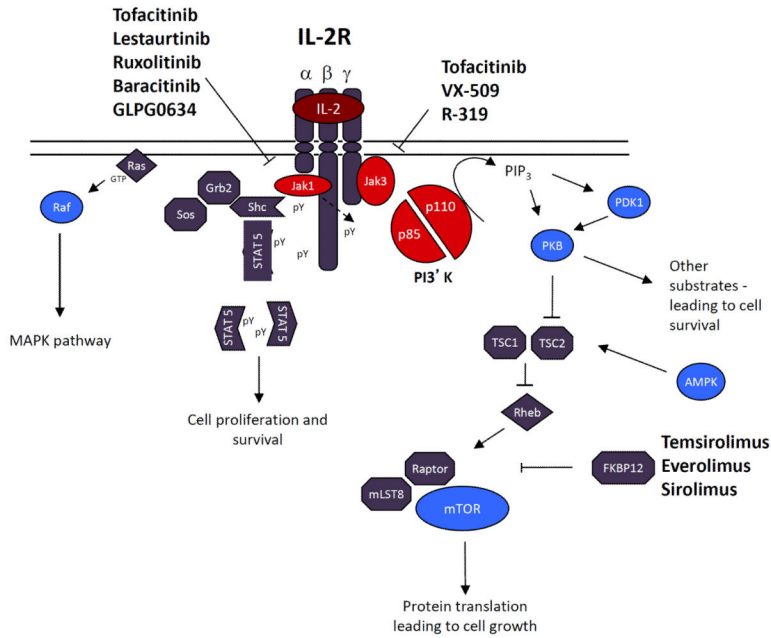 Tofacitinib
Lestaurtinib
Ruxolitinib
Baracitinib
GLPG0634
IL-2R
α β γ
IL-2
Tofacitinib
VX-509
R-319
Ras
GTP
Raf
MAPK pathway
Grb2
Sos
Shc
Jak1
pY
pY
Jak3
STAT 5
pY
pY
STAT 5
pY
pY
STAT 5
Cell proliferation and
survival
p110
p85
PI3' K
PIP3
PDK1
PKB
Other
substrates -
leading to cell
survival
TSC1
TSC2
AMPK
Rheb
Raptor
mLST8
mTOR
FKBP12
Temsirolimus
Everolimus
Sirolimus
Protein translation
leading to cell growth